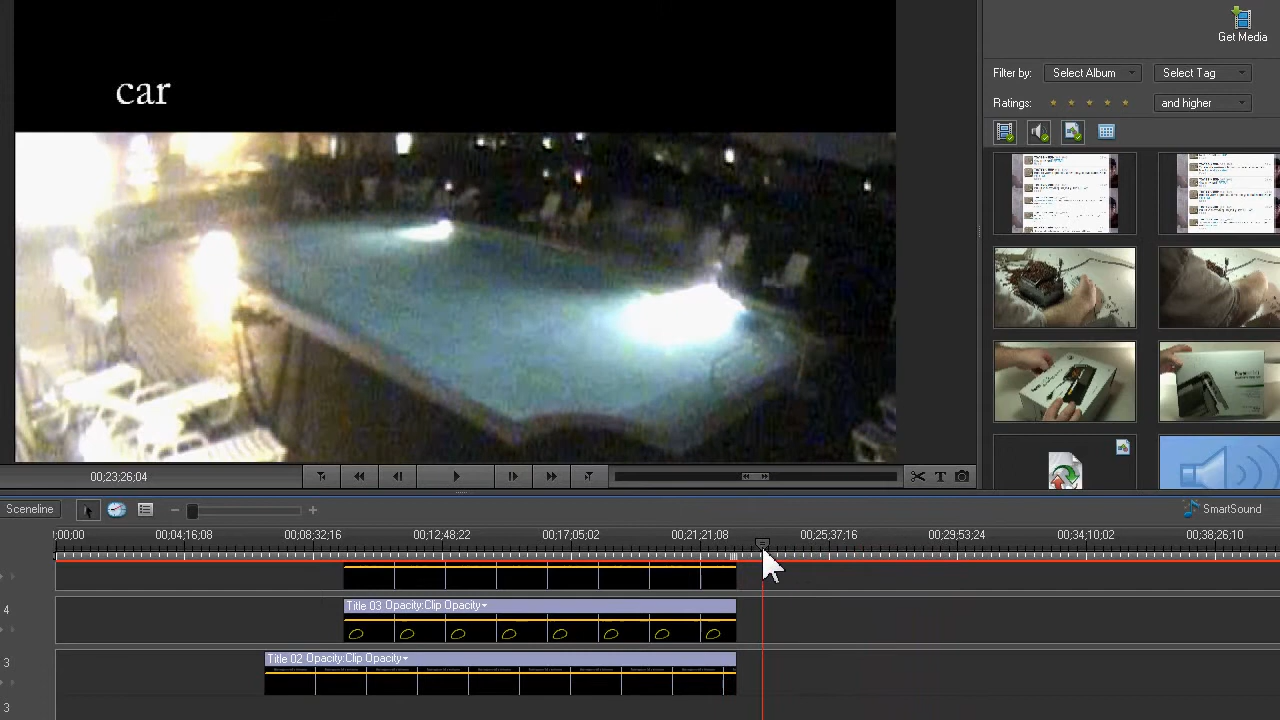 Get Media
Filter by: Select Album Select Tag
car
Ratings: and higher
00;23;26;04
Sceneline
SmartSound
;00;00 00;04;16;08 00;08;32;16 00;12;48;22 00;17;05;02 00;21;21;08 00;25;37;16 00;29;53;24 00;34;10;02 00;38;26;10
4
Title 03 Opacity:Clip Opacity
3
Title 02 Opacity:Clip Opacity
3